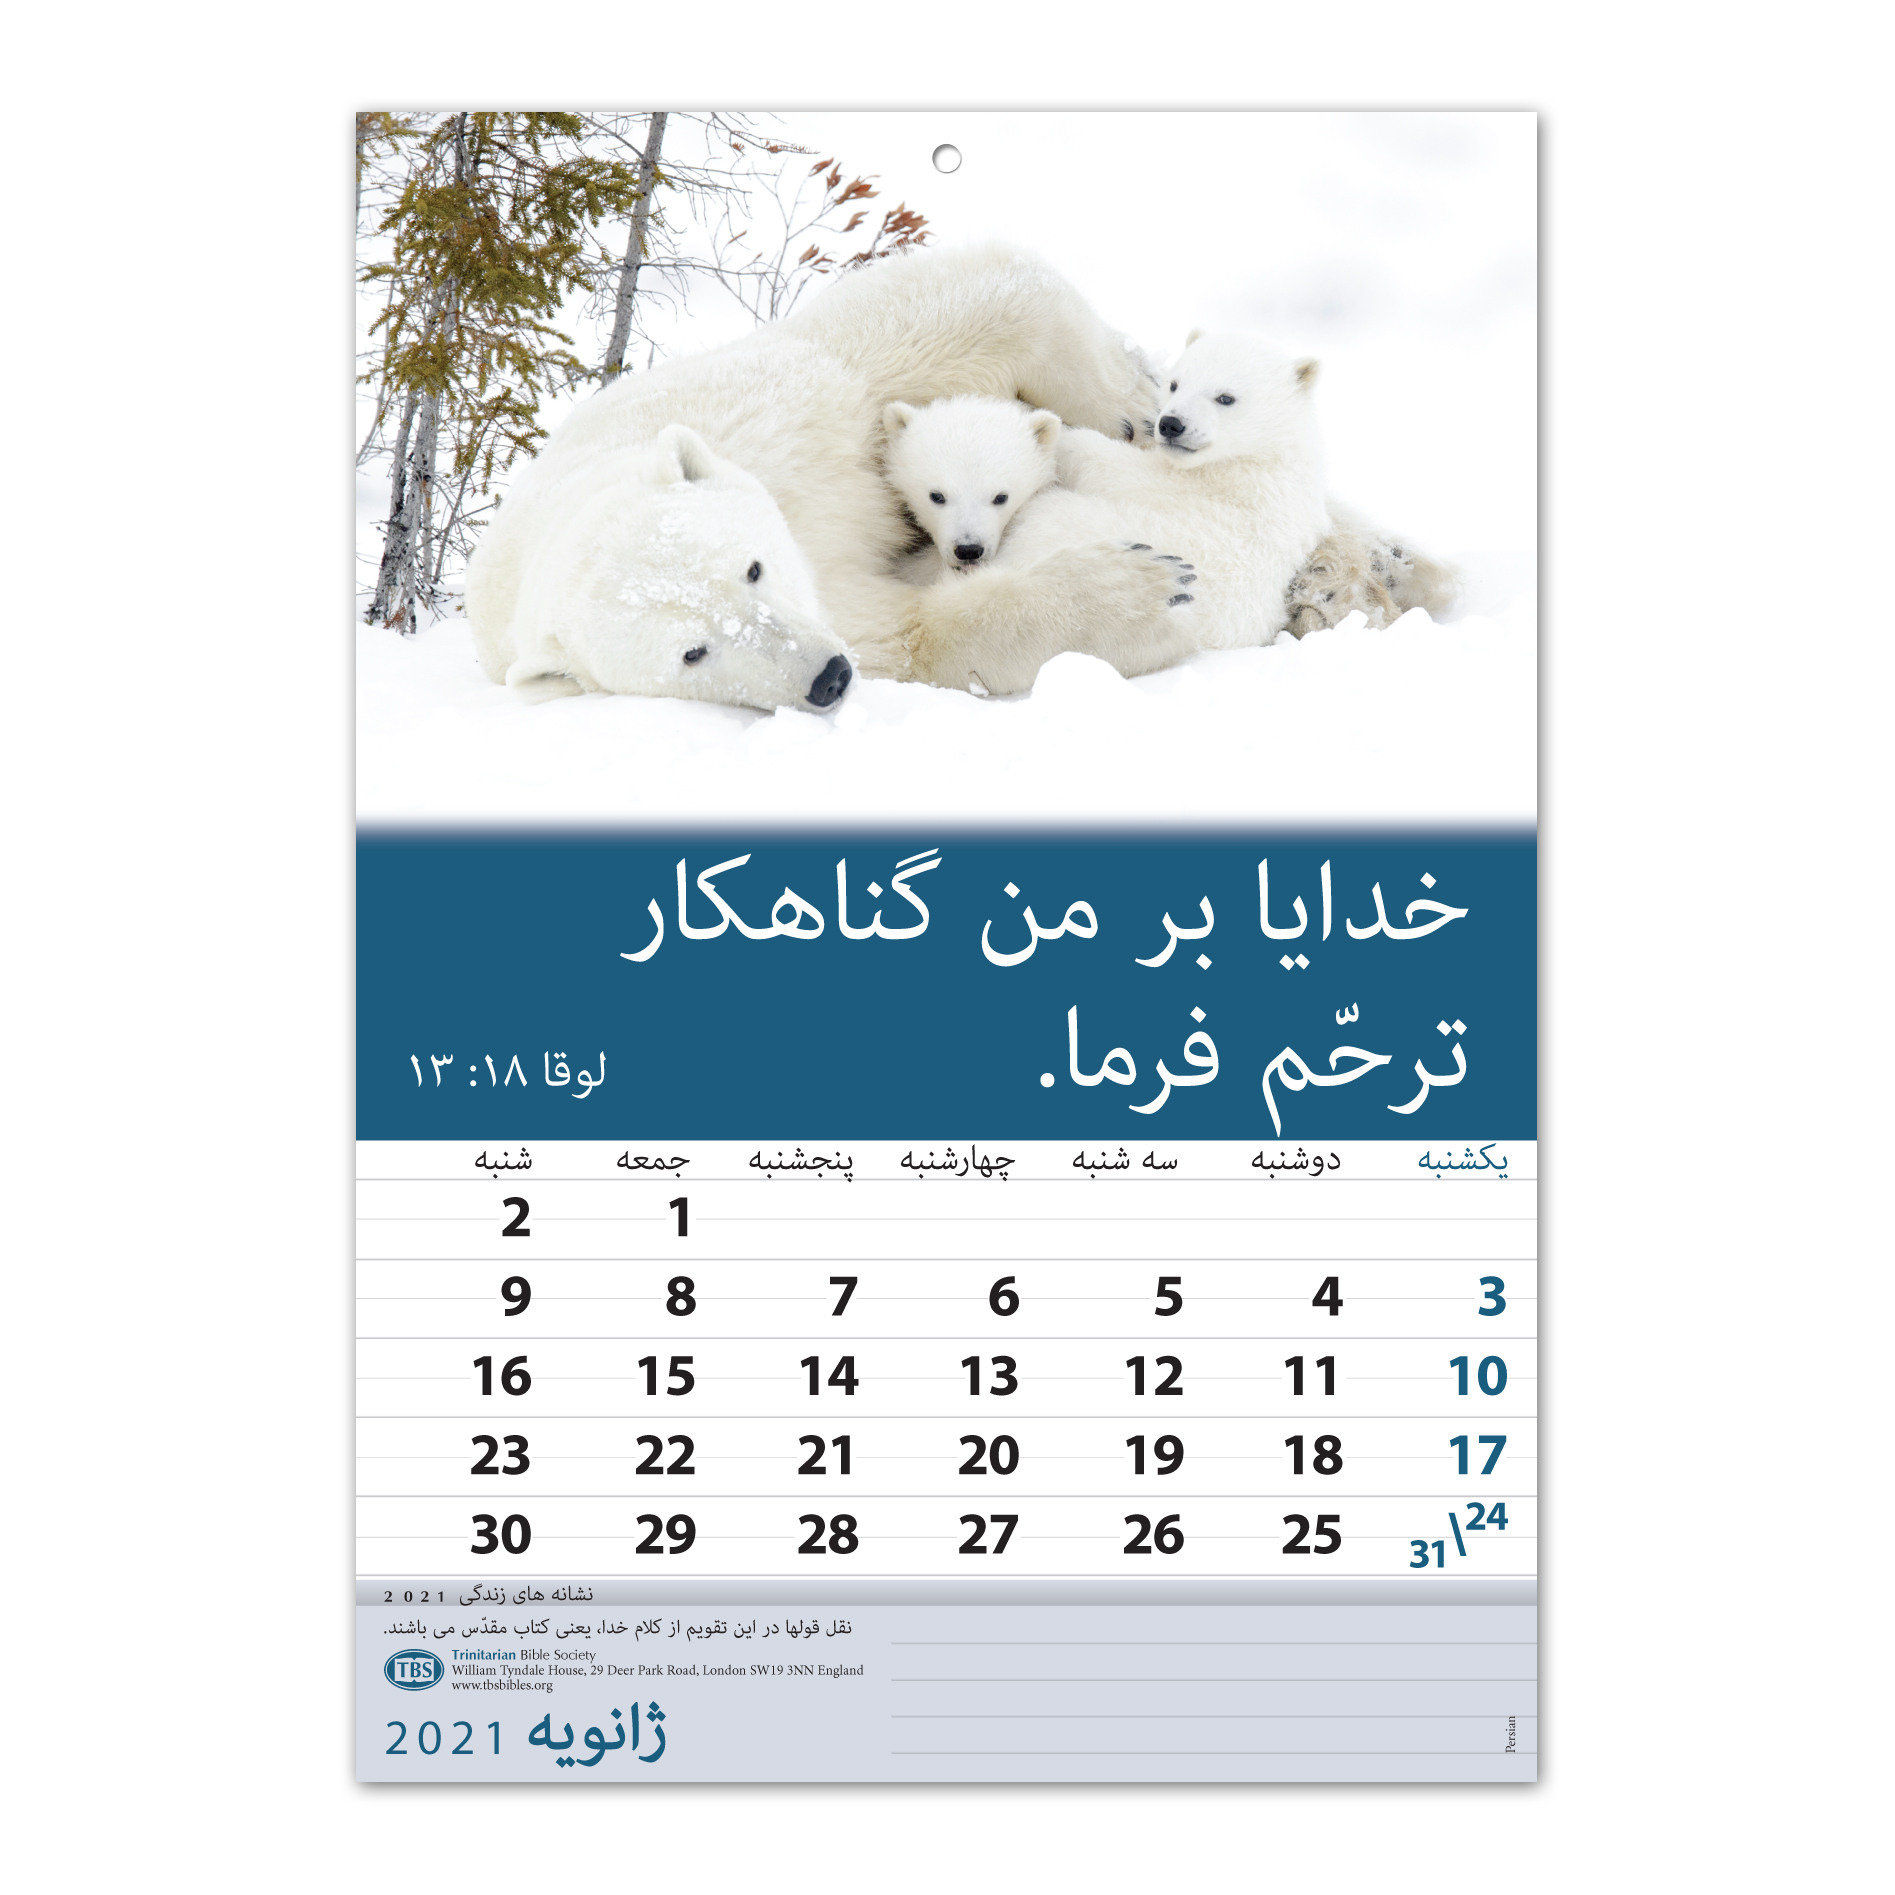 خدایا بر من گناهکار
ترحّم فرما.
لوقا ۱۸: ۱۳
یکشنبه دوشنبه سه شنبه چهارشنبه پنجشنبه جمعه شنبه
1 2
3 4 5 6 7 8 9
10 11 12 13 14 15 16
17 18 19 20 21 22 23
24\31 25 26 27 28 29 30
نشانه های زندگی 2021
نقل قولها در این تقویم از کلام خدا، یعنی کتاب مقدّس می باشند.
TBS
Trinitarian Bible Society
William Tyndale House, 29 Deer Park Road, London SW19 3NN England
www.tbsbibles.org
ژانویه 2021
Persian